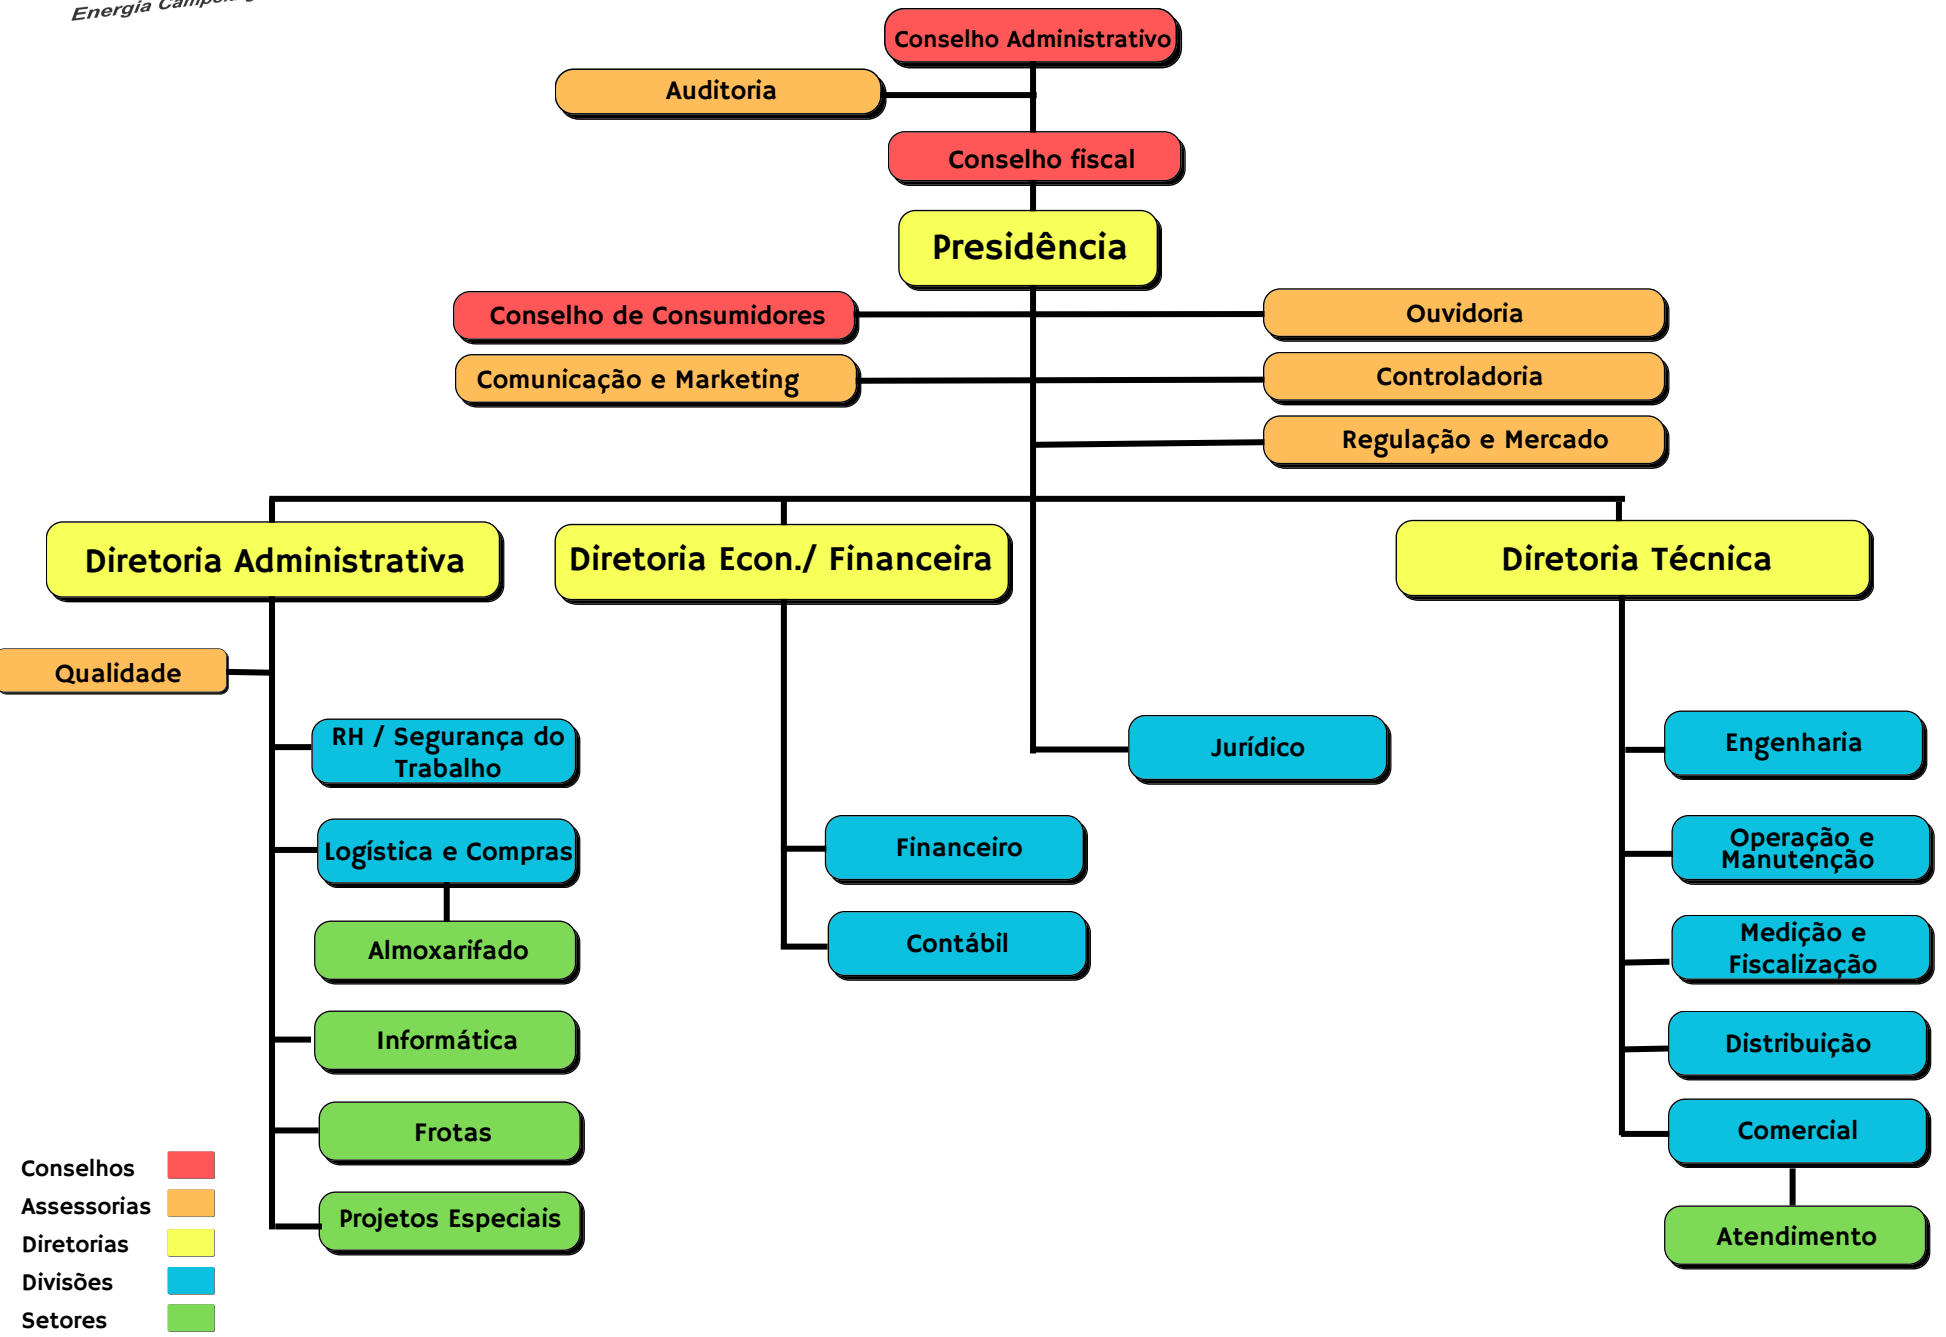 Energia
Conselho Administrativo
Auditoria
Conselho fiscal
Presidência
Conselho de Consumidores
Ouvidoria
Comunicação e Marketing
Controladoria
Regulação e Mercado
Diretoria Administrativa
Diretoria Econ./ Financeira
Diretoria Técnica
Qualidade
RH / Segurança do
Trabalho
Logística e Compras
Almoxarifado
Informática
Frotas
Projetos Especiais
Financeiro
Contábil
Jurídico
Engenharia
Operação e
Manutenção
Medição e
Fiscalização
Distribuição
Comercial
Atendimento
Conselhos
Assessorias
Diretorias
Divisões
Setores